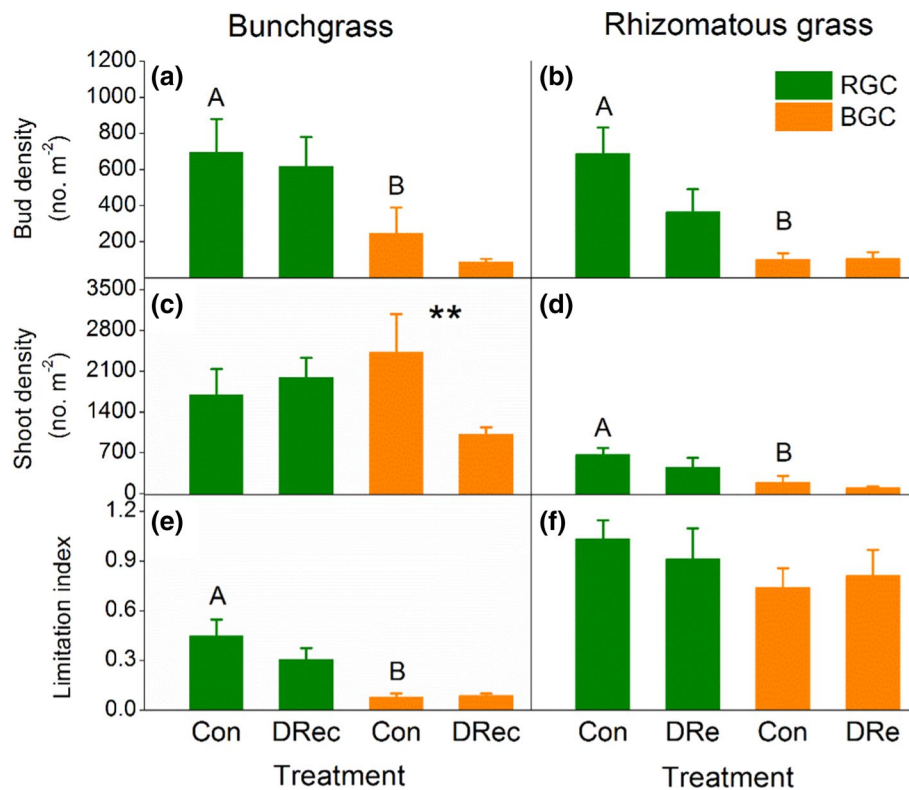 Bunchgrass Rhizomatous grass
(a) (b)
RGC
BGC
Bud density
(no. m-2)
1200
1000
800
600
400
200
A
B
A
B
(c) (d)
Shoot density
(no. m-2)
3500
2800
2100
1400
700
0
**
A
B
(e) (f)
Limitation index
1.2
0.9
0.6
0.3
0.0
A
B
Con DRec Con DRec Con DRe Con DRe
Treatment Treatment